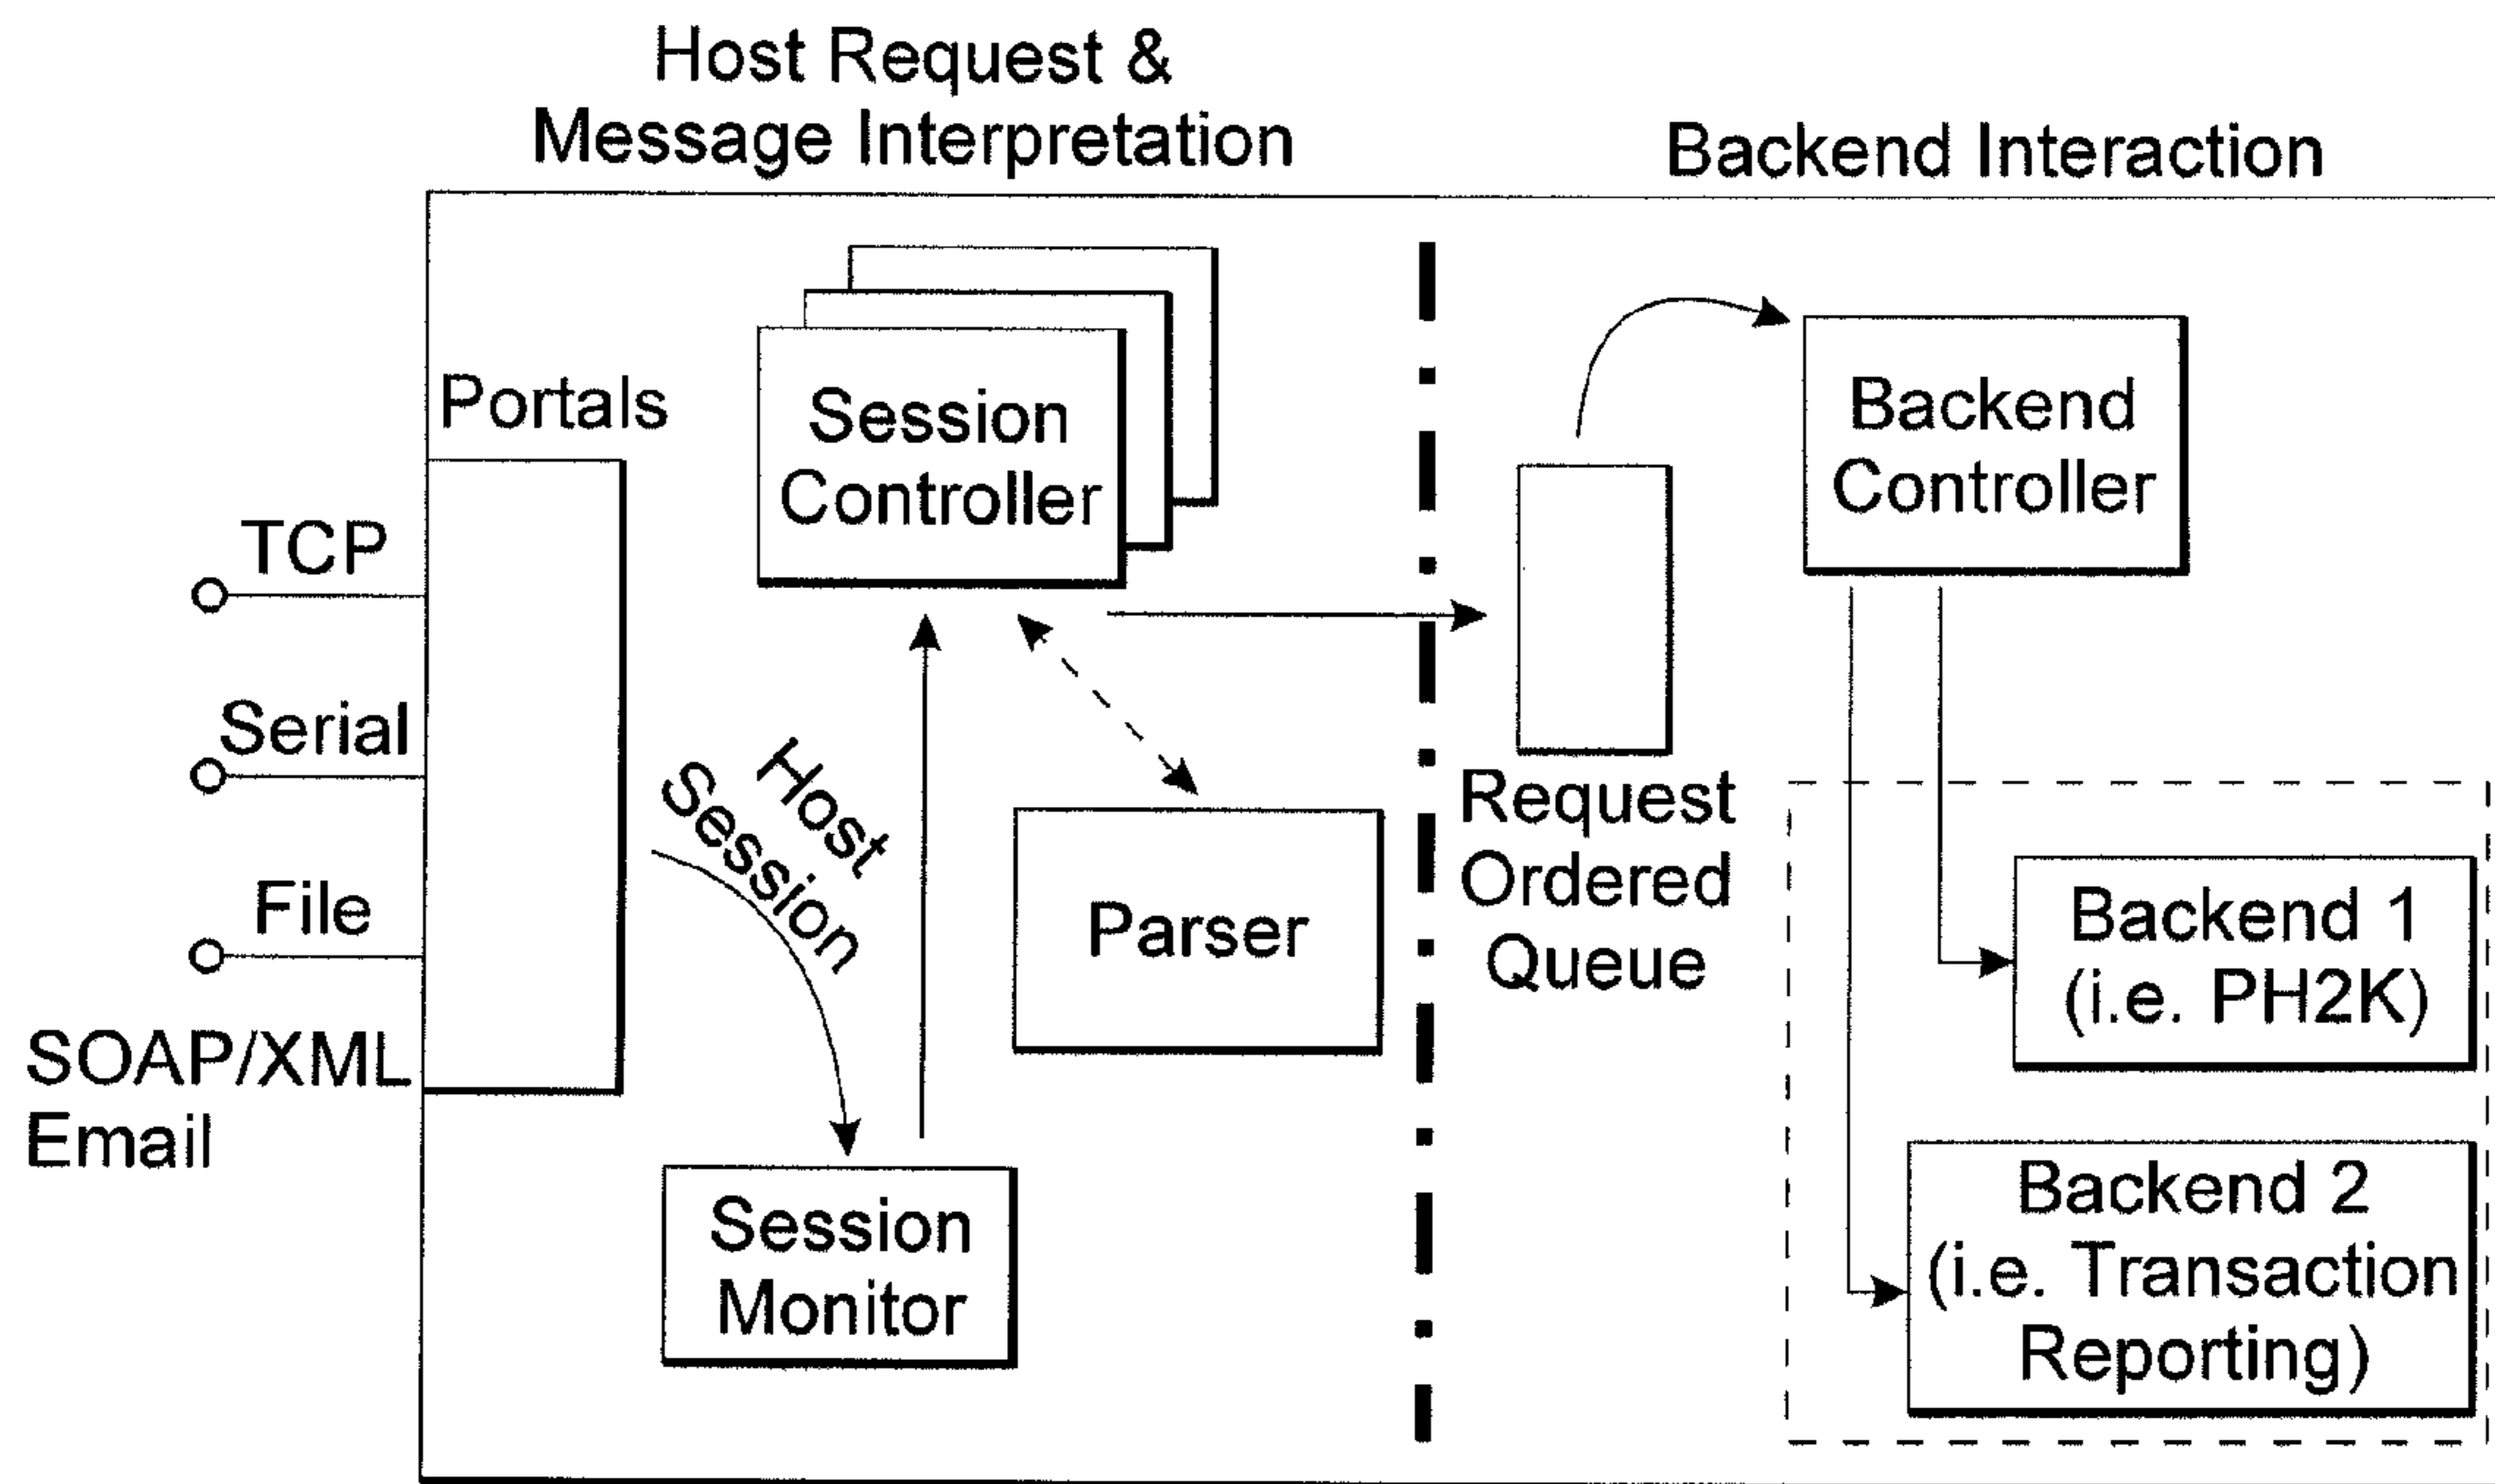 Host Request &
Message Interpretation
Backend Interaction
Portals
TCP
Serial
File
SOAP/XML
Email
Session
Controller
Host
Session
Parser
Session
Monitor
Request
Ordered
Queue
Backend
Controller
Backend 1
(i.e. PH2K)
Backend 2
(i.e. Transaction
Reporting)